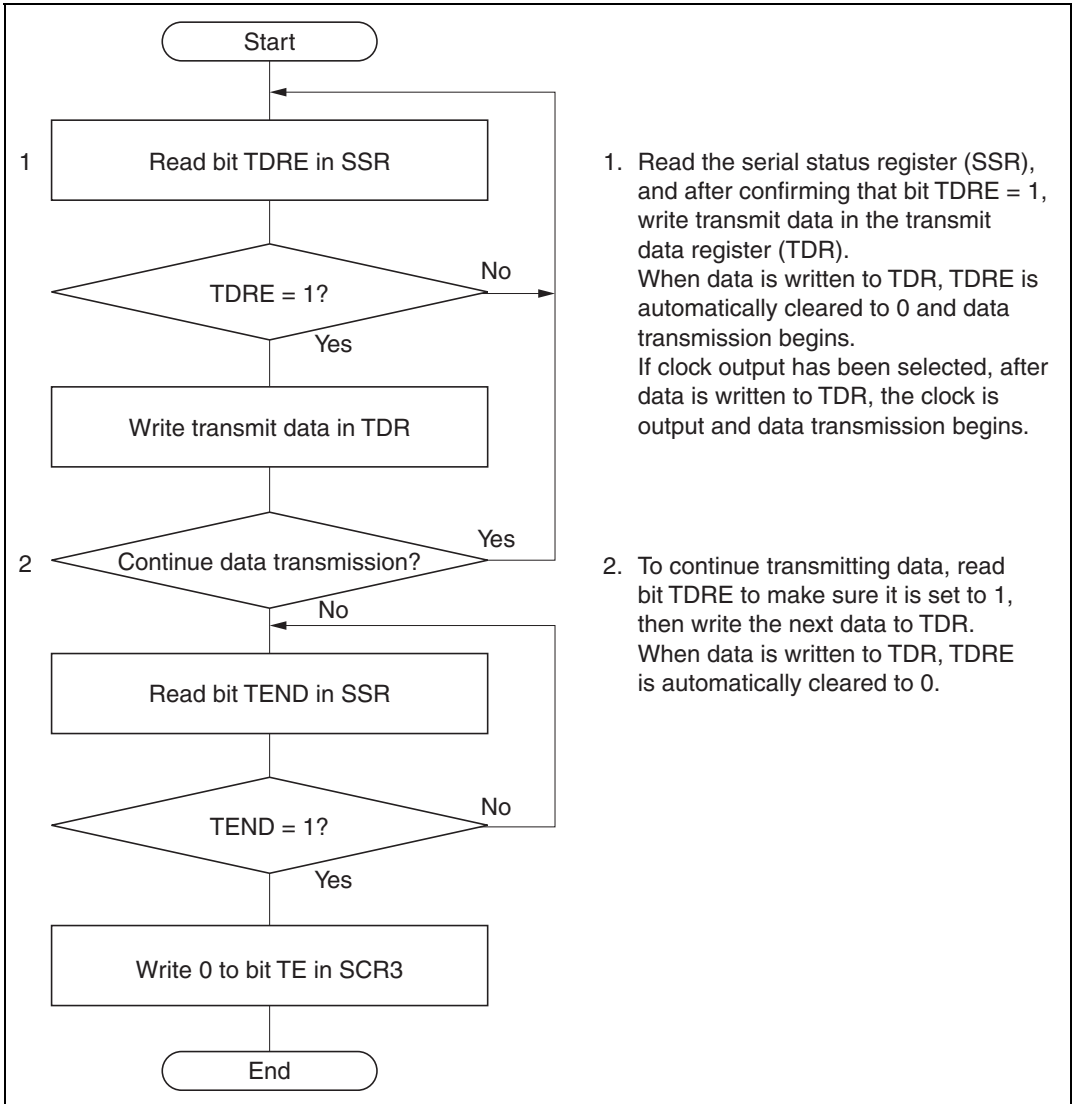 Start
1
Read bit TDRE in SSR
TDRE = 1?
No
Yes
Write transmit data in TDR
2
Continue data transmission?
Yes
No
Read bit TEND in SSR
TEND = 1?
No
Yes
Write 0 to bit TE in SCR3
End
1. Read the serial status register (SSR),
and after confirming that bit TDRE = 1,
write transmit data in the transmit
data register (TDR).
When data is written to TDR, TDRE is
automatically cleared to 0 and data
transmission begins.
If clock output has been selected, after
data is written to TDR, the clock is
output and data transmission begins.
2. To continue transmitting data, read
bit TDRE to make sure it is set to 1,
then write the next data to TDR.
When data is written to TDR, TDRE
is automatically cleared to 0.